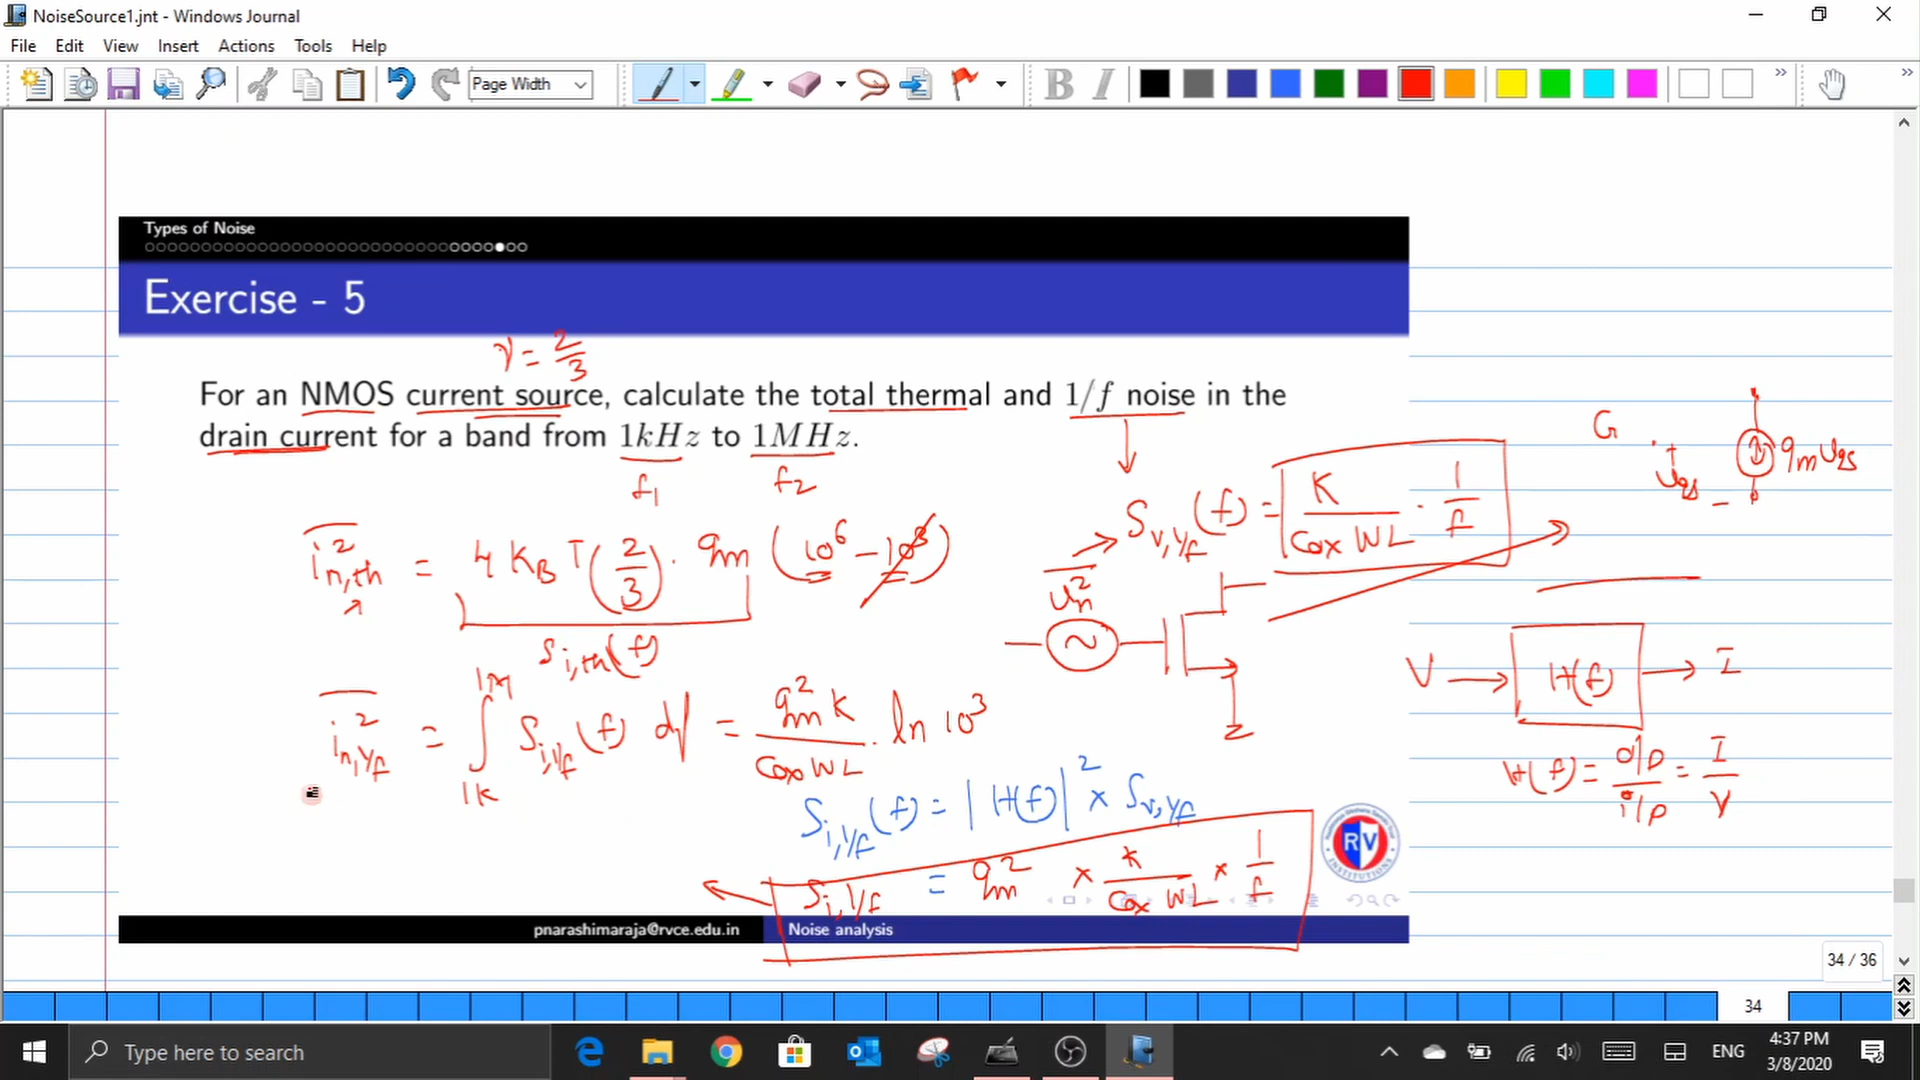 NoiseSource1.jnt - Windows Journal
File Edit View Insert Actions Tools Help
Page Width
B I
Types of Noise
Exercise - 5
γ = 2/3
For an NMOS current source, calculate the total thermal and 1/f noise in the
drain current for a band from 1kHz to 1MHz.
f1 f2
i²n,th = 4 KB T (2/3) · gm (10⁶ - 10³)
Si,th(f)
Sv,1/f(f) = K/(Cox WL) · 1/f
G + vgs - gm vgs
vn²
i²n,1/f = ∫ 1K 1M Si,1/f(f) df = gm² K/(Cox WL) · ln 10³
V → H(f) → I
H(f) = o/p / i/p = I/V
Si,1/f(f) = |H(f)|² × Sv,1/f
Si,1/f = gm² × K/(Cox WL) × 1/f
RV
INSTITUTIONS
pnarashimaraja@rvce.edu.in Noise analysis
34 / 36
34
Type here to search
ENG
4:37 PM
3/8/2020